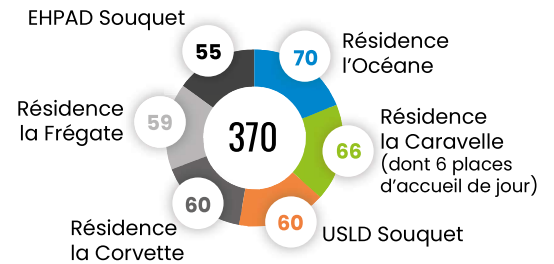 EHPAD Souquet
55
70
Résidence
l’Océane
Résidence
la Frégate
59
370
66
Résidence
la Caravelle
(dont 6 places
d’accueil de jour)
60
Résidence
la Corvette
60
USLD Souquet